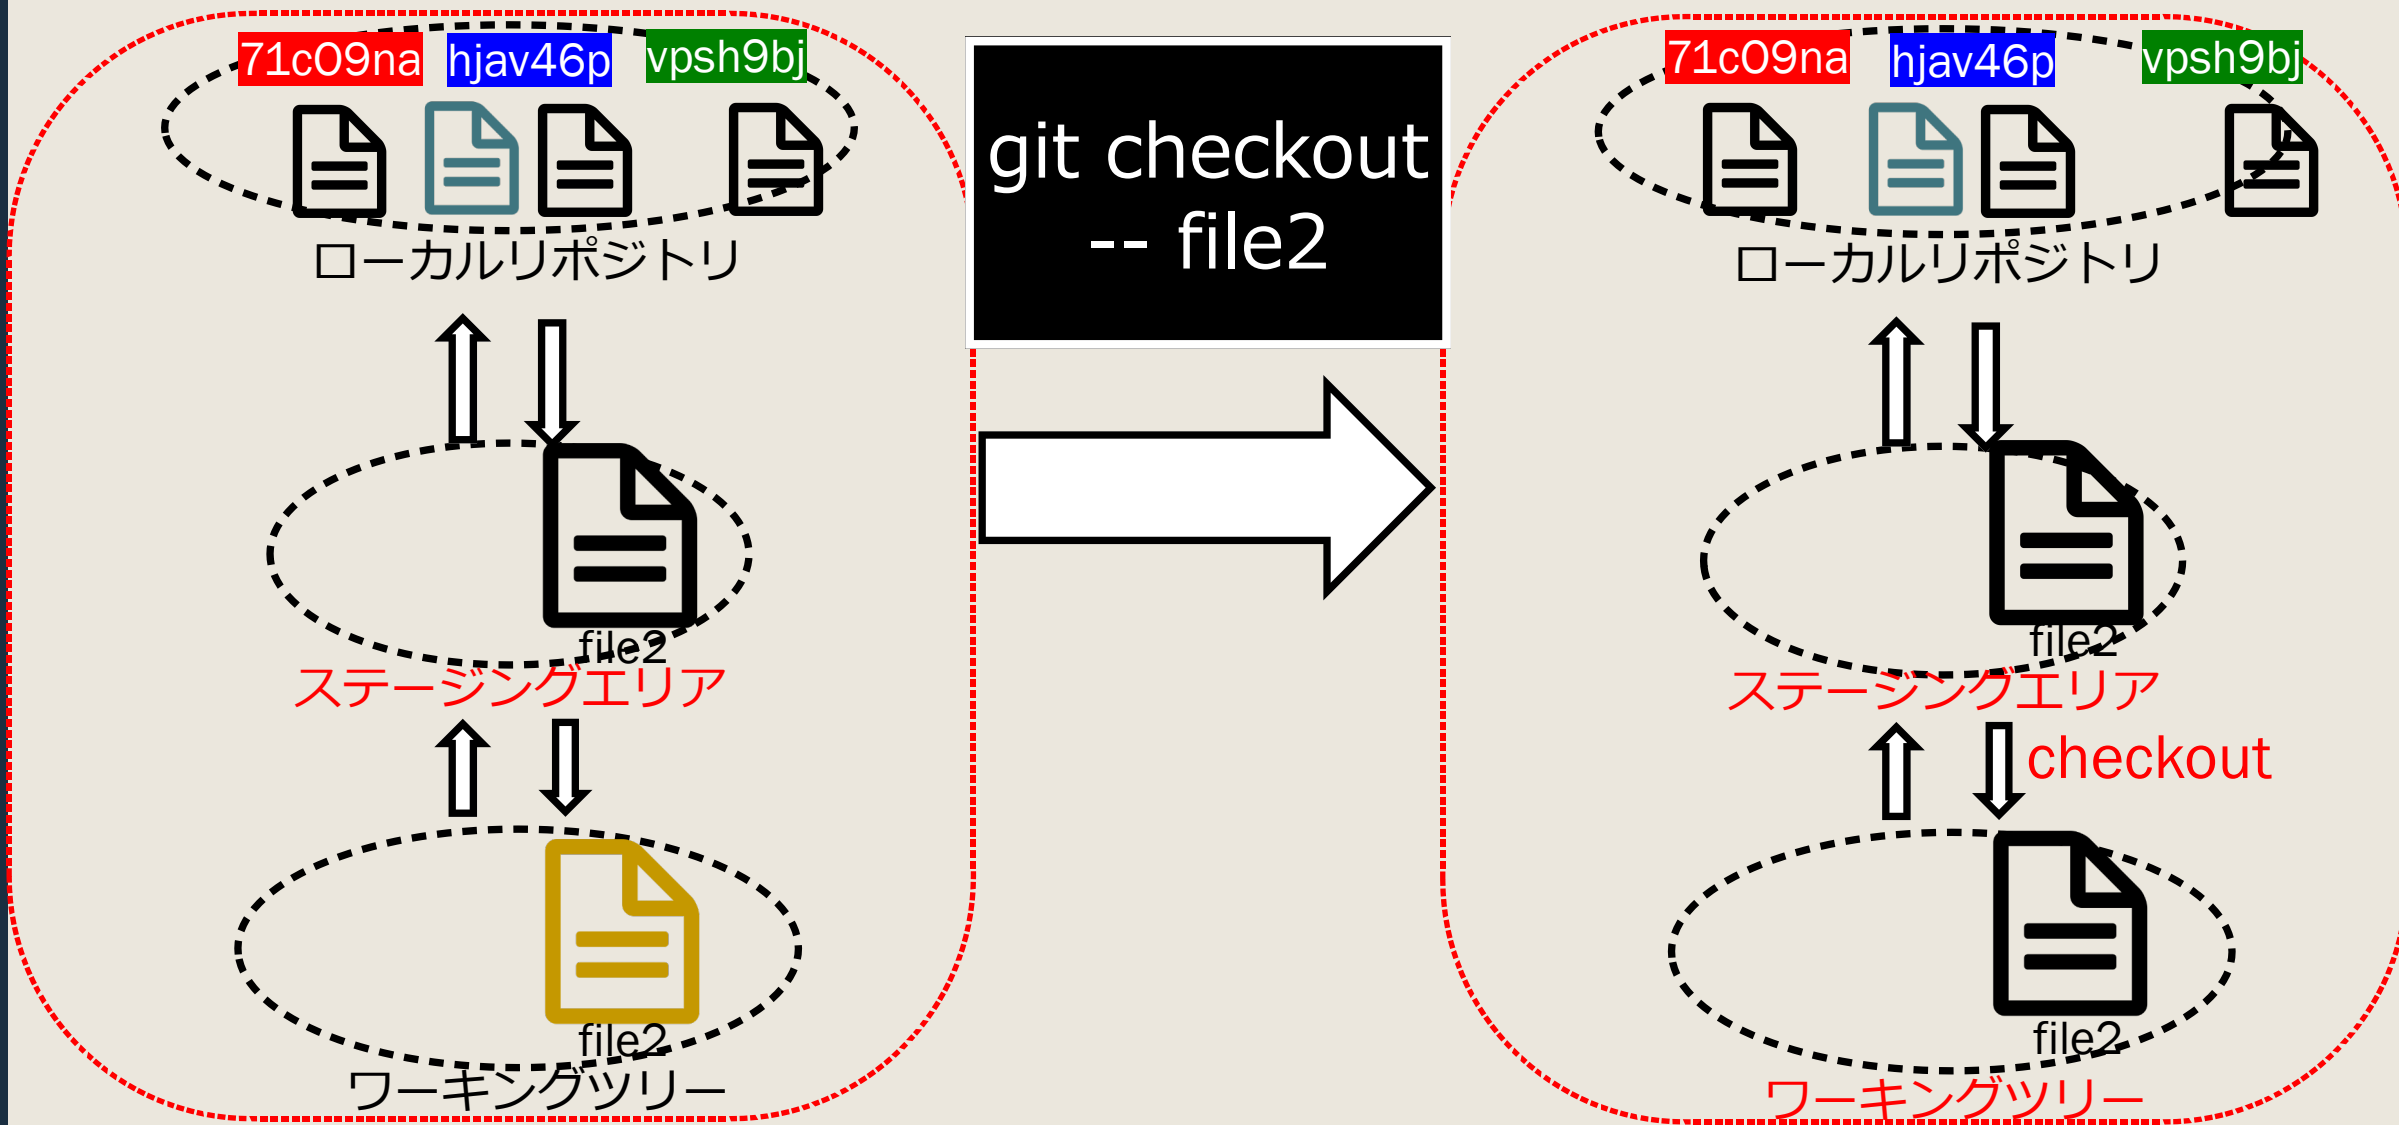 71c09na hjav46p vpsh9bj
ローカルリポジトリ
file2
ステージングエリア
file2
ワーキングツリー
git checkout
-- file2
71c09na hjav46p vpsh9bj
ローカルリポジトリ
file2
ステージングエリア
checkout
file2
ワーキングツリー